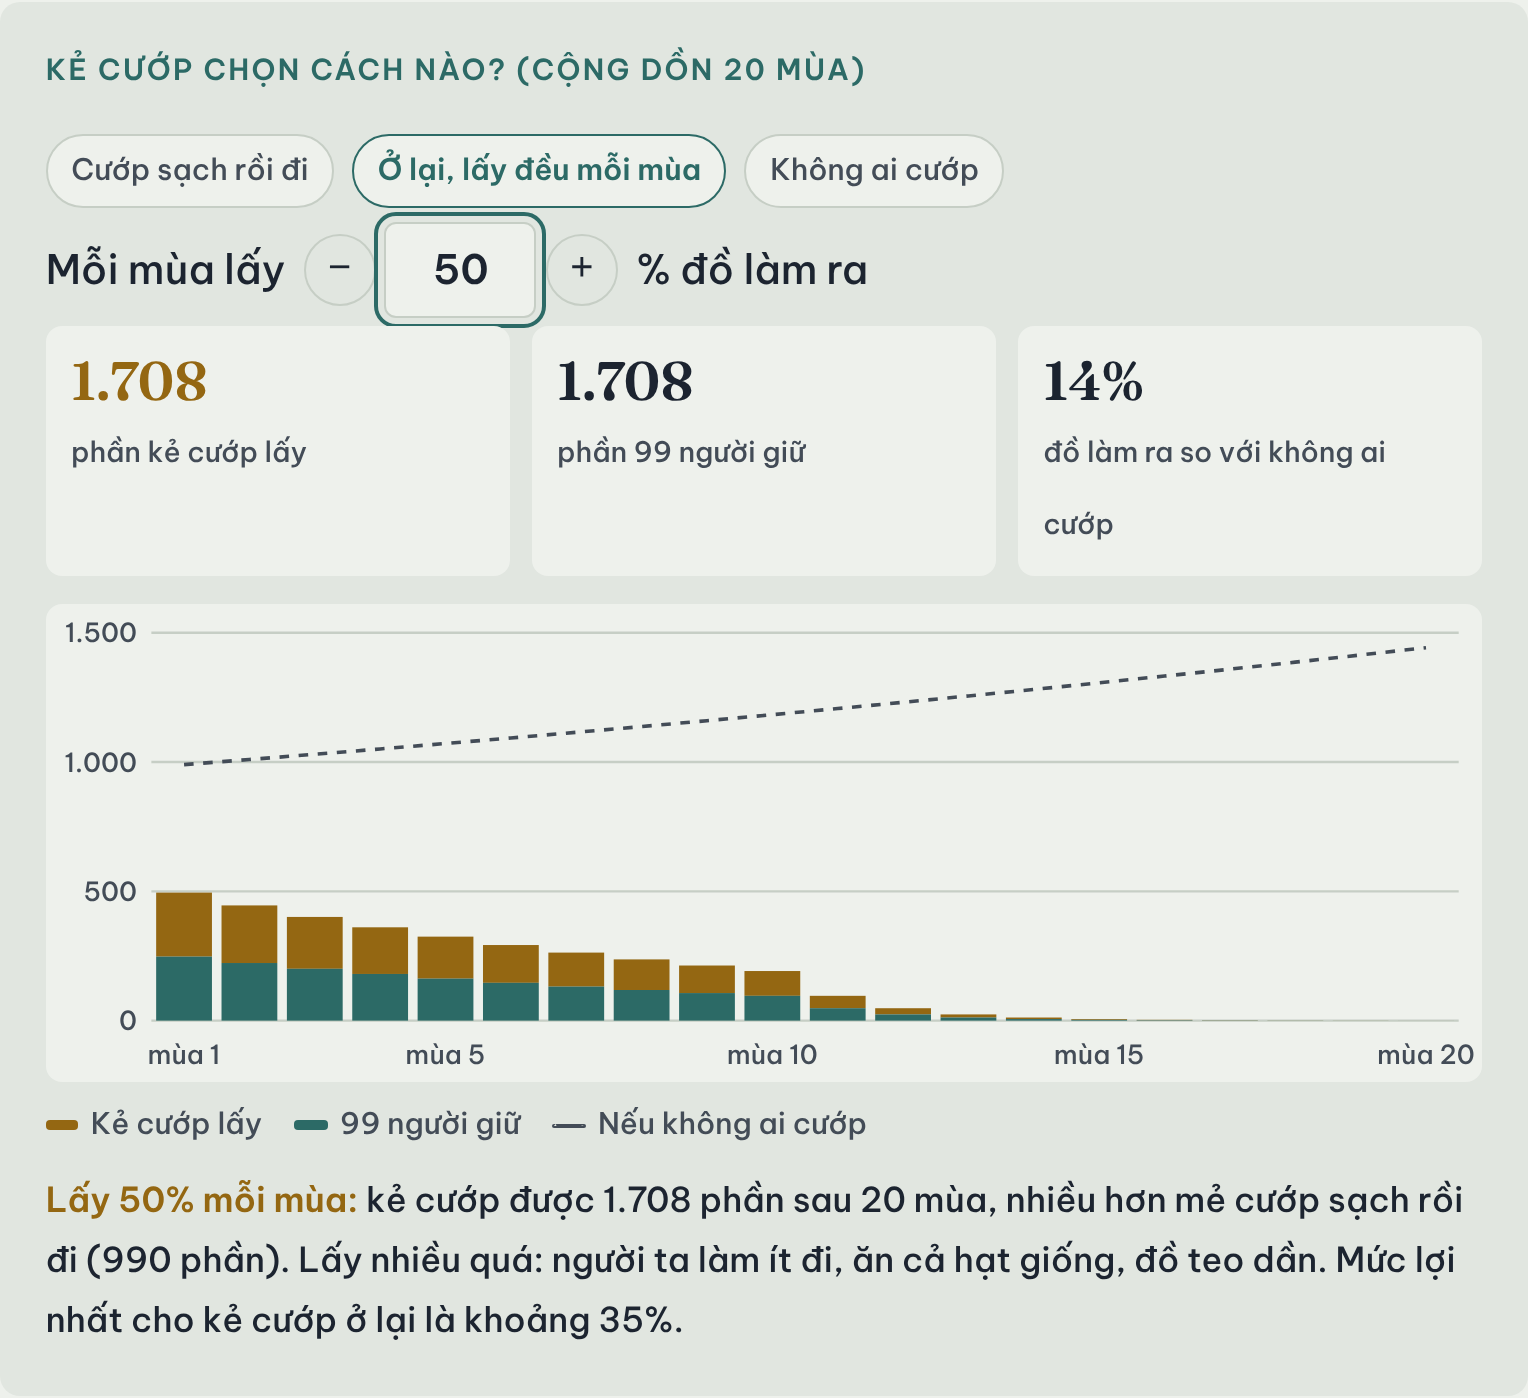 KẺ CƯỚP CHỌN CÁCH NÀO? (CỘNG DỒN 20 MÙA)
Cướp sạch rồi đi
Ở lại, lấy đều mỗi mùa
Không ai cướp
Mỗi mùa lấy − 50 + % đồ làm ra
1.708
phần kẻ cướp lấy
1.708
phần 99 người giữ
14%
đồ làm ra so với không ai
cướp
1.500
1.000
500
0
mùa 1 mùa 5 mùa 10 mùa 15 mùa 20
Kẻ cướp lấy
99 người giữ
Nếu không ai cướp
Lấy 50% mỗi mùa: kẻ cướp được 1.708 phần sau 20 mùa, nhiều hơn mẻ cướp sạch rồi
đi (990 phần). Lấy nhiều quá: người ta làm ít đi, ăn cả hạt giống, đồ teo dần. Mức lợi
nhất cho kẻ cướp ở lại là khoảng 35%.